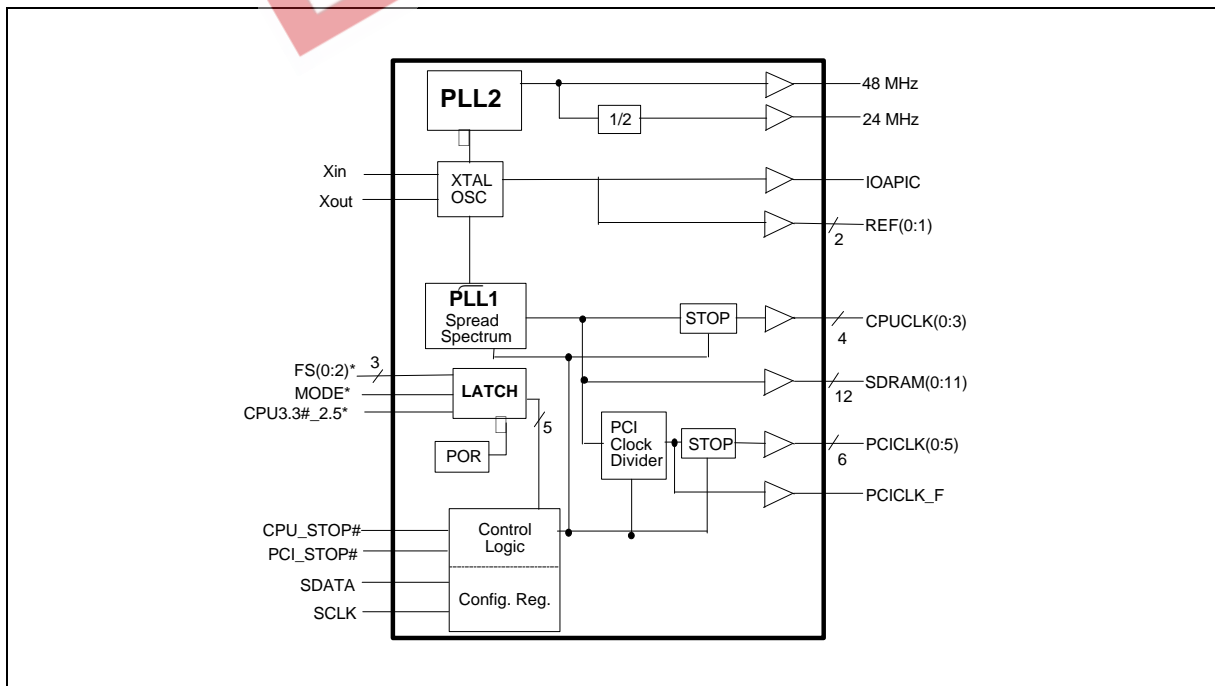 PLL2
48 MHz
1/2
24 MHz
Xin
XTAL
OSC
Xout
IOAPIC
REF(0:1)
2
PLL1
Spread
Spectrum
STOP
CPUCLK(0:3)
4
FS(0:2)*
3
MODE*
CPU3.3#_2.5*
LATCH
5
SDRAM(0:11)
12
POR
PCI
Clock
Divider
STOP
PCICLK(0:5)
6
PCICLK_F
CPU_STOP#
PCI_STOP#
Control
Logic
SDATA
SCLK
Config. Reg.